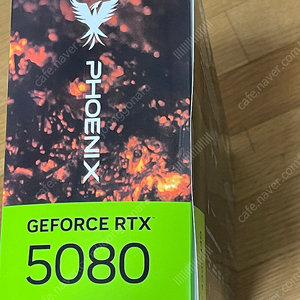 PHOENIX
GEFORCE RTX
5080
cafe.naver.com